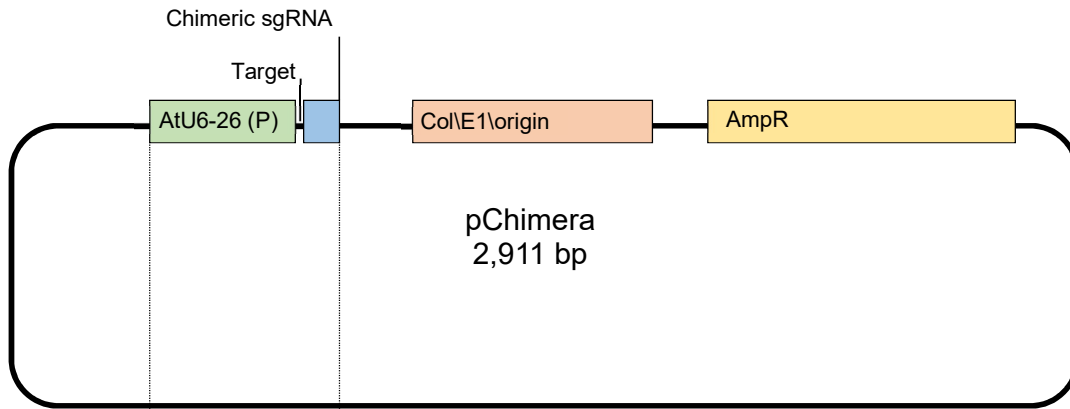 Chimeric sgRNA
Target
AtU6-26 (P)
Col\E1\origin
AmpR
pChimera
2,911 bp